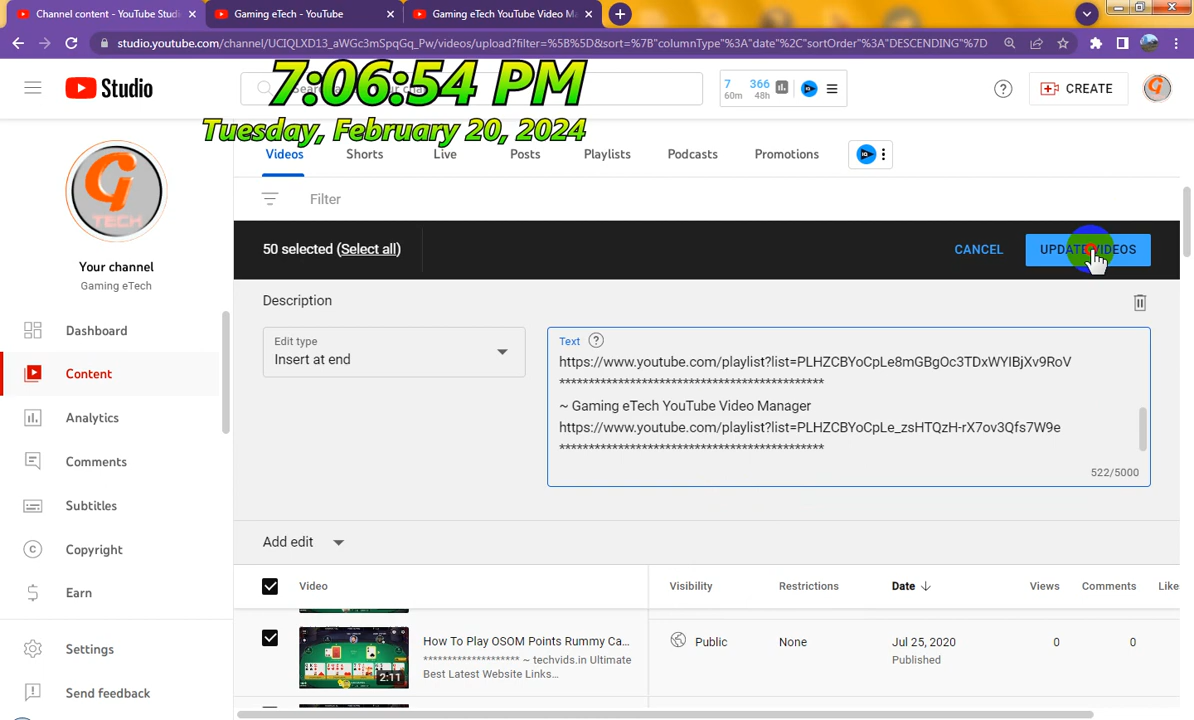 Channel content - YouTube Studi
Gaming eTech - YouTube
Gaming eTech YouTube Video Ma
studio.youtube.com/channel/UCIQLXD13_aWGc3mSpqGq_Pw/videos/upload?filter=%5B%5D&sort=%7B"columnType"%3A"date"%2C"sortOrder"%3A"DESCENDING"%7D
Studio
7:06:54 PM
Tuesday, February 20, 2024
7
60m
366
48h
CREATE
G
TECH
Your channel
Gaming eTech
Dashboard
Content
Analytics
Comments
Subtitles
Copyright
Earn
Settings
Send feedback
Videos
Shorts
Live
Posts
Playlists
Podcasts
Promotions
Filter
50 selected (Select all)
CANCEL
UPDATE VIDEOS
Description
Edit type
Insert at end
Text
https://www.youtube.com/playlist?list=PLHZCBYoCpLe8mGBgOc3TDxWYIBjXv9RoV
*********************************************
~ Gaming eTech YouTube Video Manager
https://www.youtube.com/playlist?list=PLHZCBYoCpLe_zsHTQzH-rX7ov3Qfs7W9e
*********************************************
522/5000
Add edit
Video
Visibility
Restrictions
Date
Views
Comments
Like
2:11
How To Play OSOM Points Rummy Ca...
******************** ~ techvids.in Ultimate
Best Latest Website Links...
Public
None
Jul 25, 2020
Published
0
0